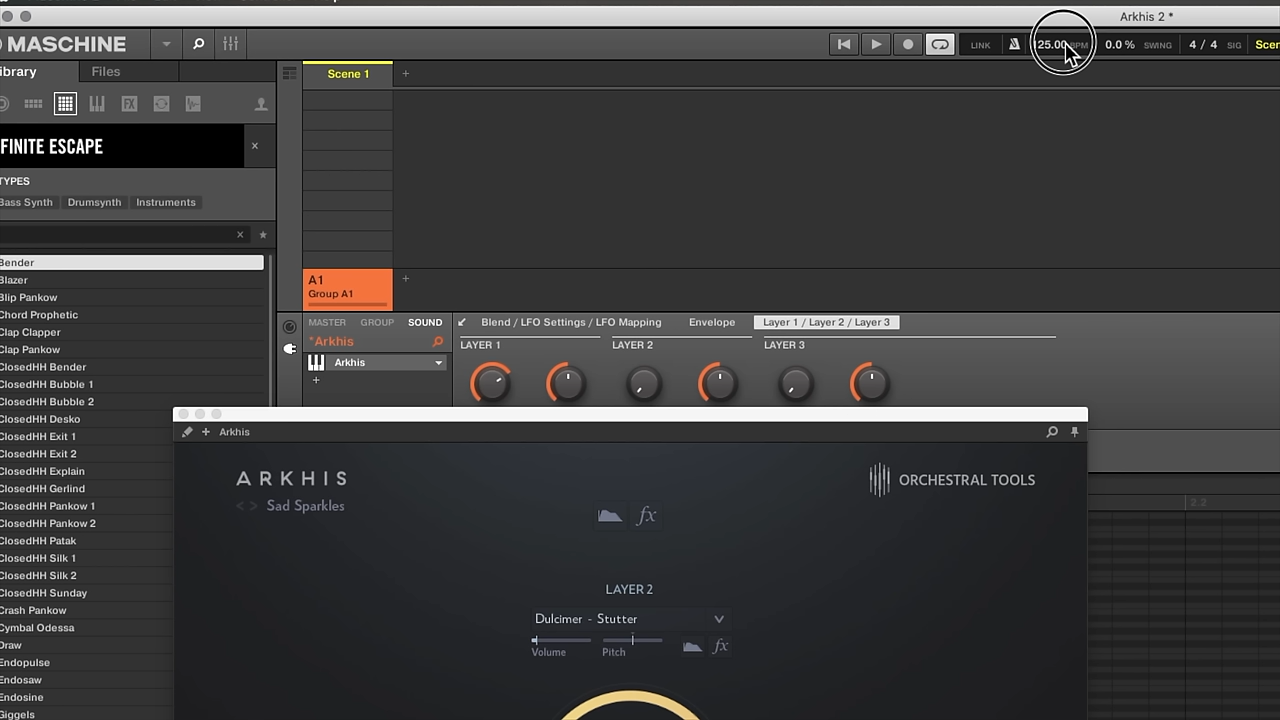 Arkhis 2 *
MASCHINE
LINK 125.00 BPM 0.0 % SWING 4 / 4 SIG Scen
ibrary Files
Scene 1 +
FINITE ESCAPE ×
TYPES
Bass Synth Drumsynth Instruments
×
Bender
Blazer
Blip Pankow
Chord Prophetic
Clap Clapper
Clap Pankow
ClosedHH Bender
ClosedHH Bubble 1
ClosedHH Bubble 2
ClosedHH Desko
ClosedHH Exit 1
ClosedHH Exit 2
ClosedHH Explain
ClosedHH Gerlind
ClosedHH Pankow 1
ClosedHH Pankow 2
ClosedHH Patak
ClosedHH Silk 1
ClosedHH Silk 2
ClosedHH Sunday
Crash Pankow
Cymbal Odessa
Draw
Endopulse
Endosaw
Endosine
Giggels
A1 +
Group A1
MASTER GROUP SOUND
*Arkhis
Arkhis
+
Blend / LFO Settings / LFO Mapping Envelope Layer 1 / Layer 2 / Layer 3
LAYER 1 LAYER 2 LAYER 3
2.2
+ Arkhis
ARKHIS
< > Sad Sparkles
ORCHESTRAL TOOLS
fx
LAYER 2
Dulcimer - Stutter
Volume Pitch fx